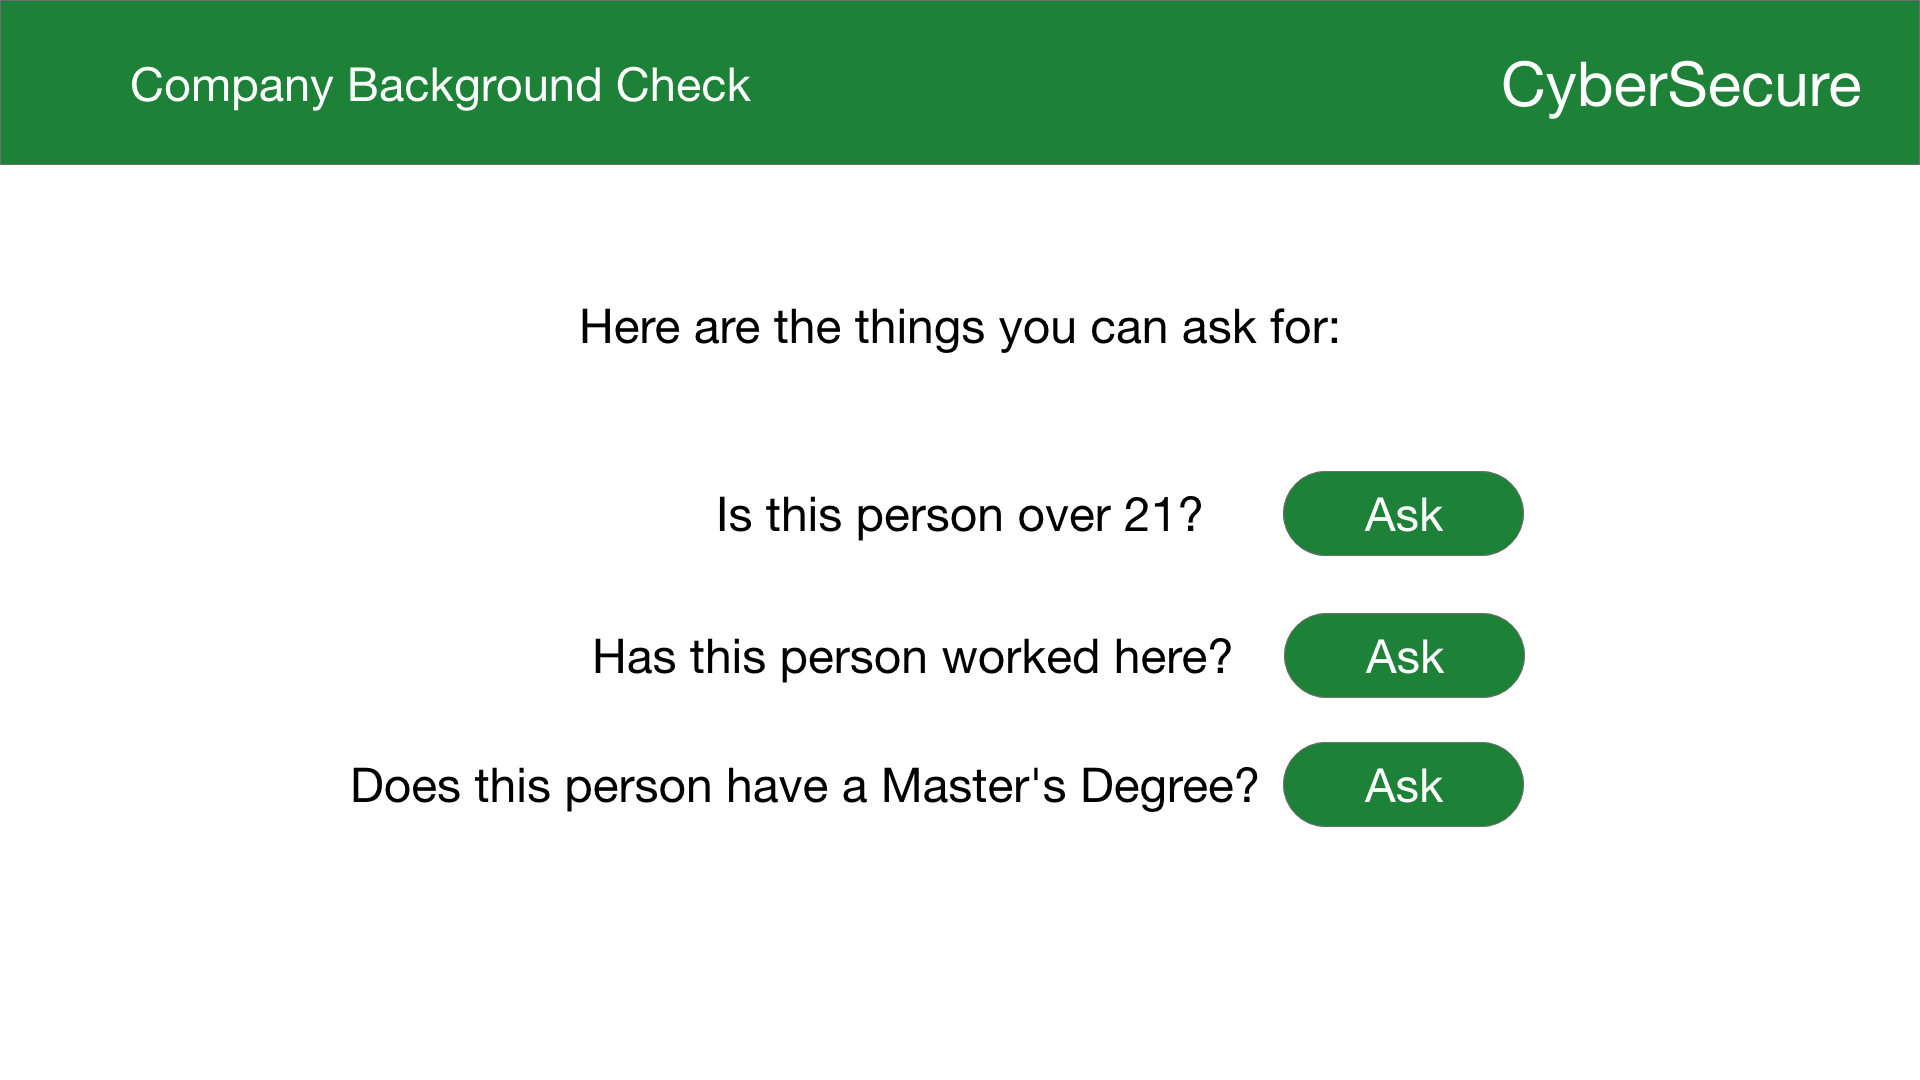 Company Background Check
CyberSecure
Here are the things you can ask for:
Is this person over 21?
Ask
Has this person worked here?
Ask
Does this person have a Master's Degree?
Ask